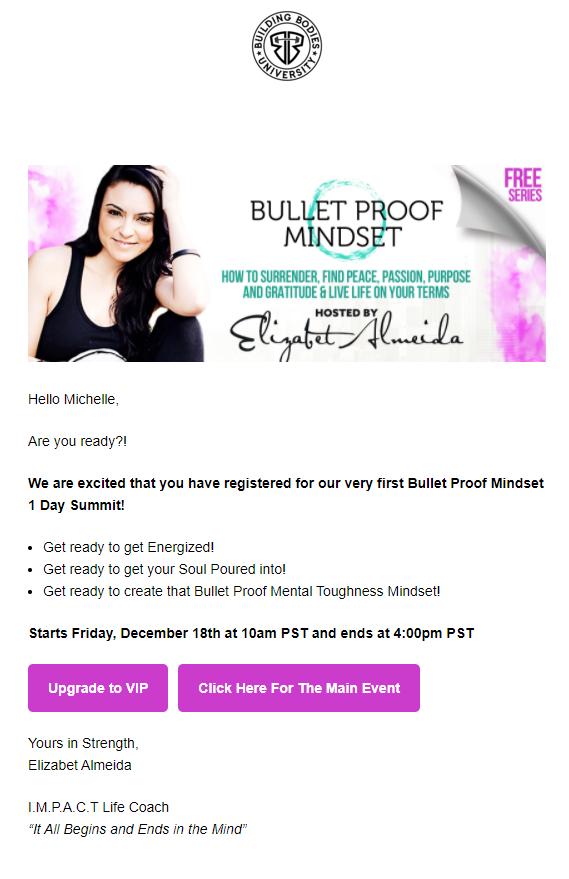 BUILDING BODIES
UNIVERSITY
FREE
SERIES
BULLET PROOF
MINDSET
HOW TO SURRENDER, FIND PEACE, PASSION, PURPOSE
AND GRATITUDE & LIVE LIFE ON YOUR TERMS
HOSTED BY
Elizabet Almeida
Hello Michelle,
Are you ready?!
We are excited that you have registered for our very first Bullet Proof Mindset
1 Day Summit!
• Get ready to get Energized!
• Get ready to get your Soul Poured into!
• Get ready to create that Bullet Proof Mental Toughness Mindset!
Starts Friday, December 18th at 10am PST and ends at 4:00pm PST
Upgrade to VIP
Click Here For The Main Event
Yours in Strength,
Elizabet Almeida
I.M.P.A.C.T Life Coach
“It All Begins and Ends in the Mind”